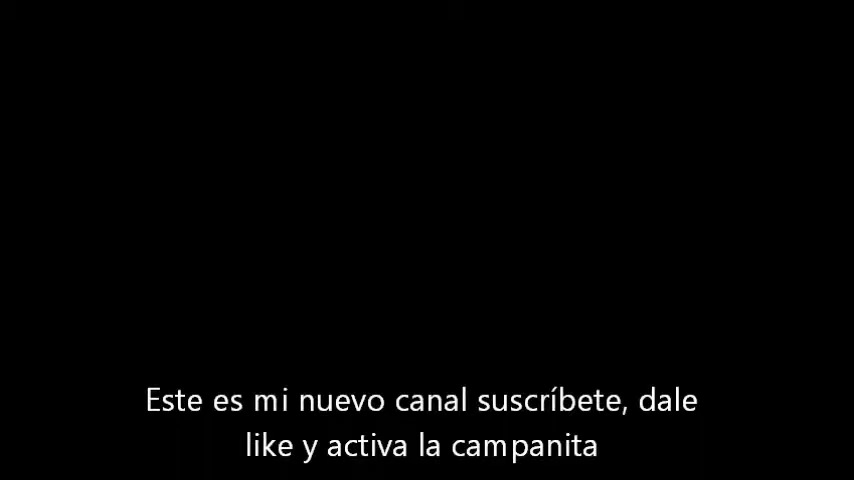 Este es mi nuevo canal suscríbete, dale
like y activa la campanita